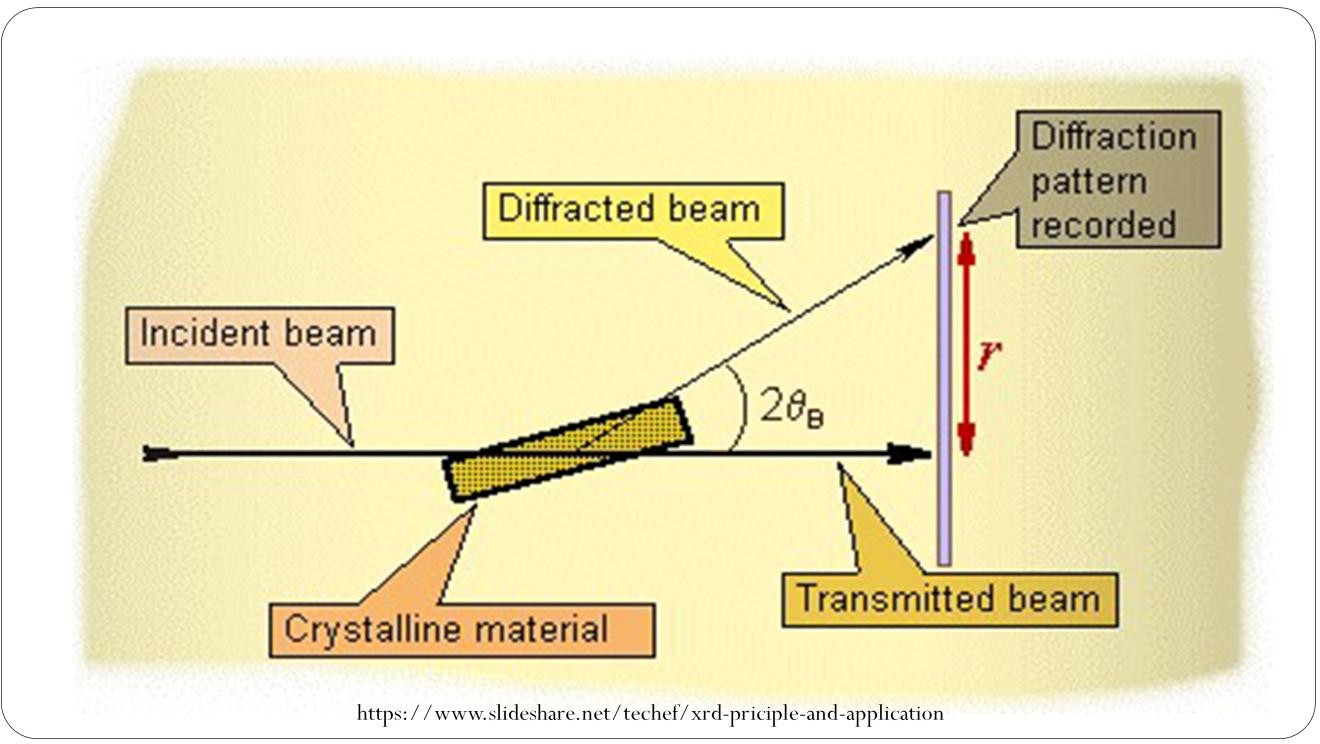 Diffraction
pattern
recorded
Diffracted beam
Incident beam
r
2θB
Transmitted beam
Crystalline material
https://www.slideshare.net/techef/xrd-priciple-and-application